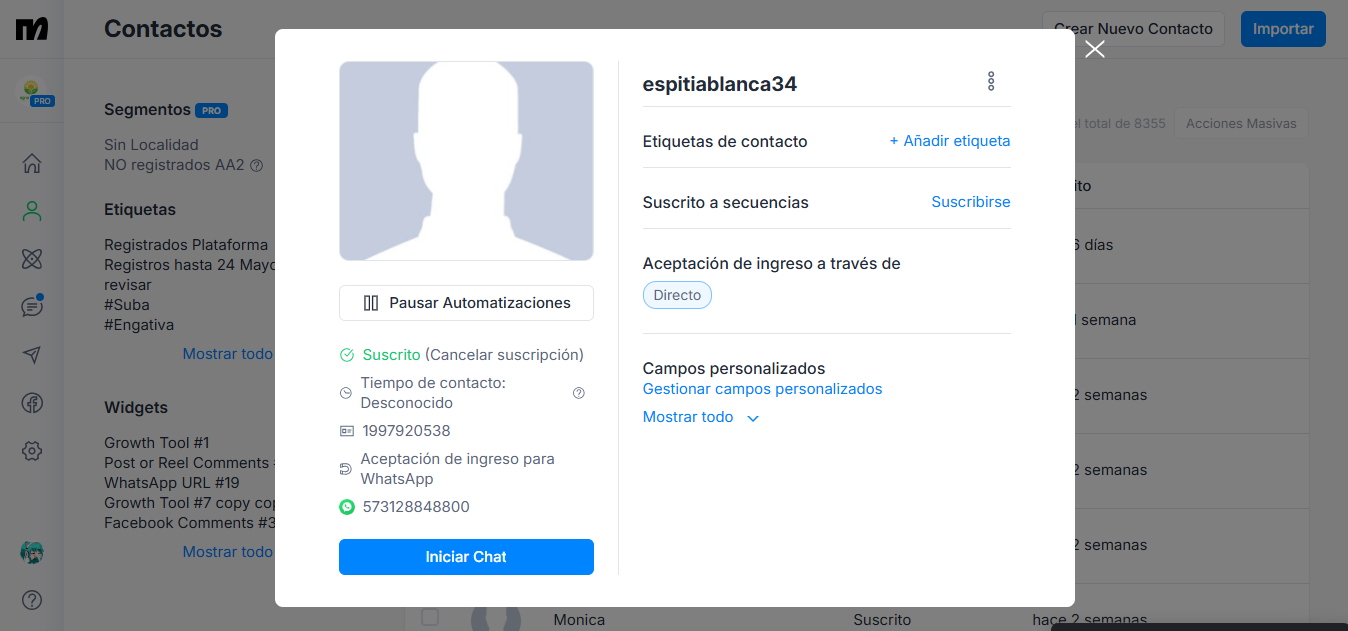 Contactos
Crear Nuevo Contacto
Importar
PRO
Segmentos PRO
Sin Localidad
NO registrados AA2
Etiquetas
Registrados Plataforma
Registros hasta 24 Mayo
revisar
#Suba
#Engativa
Mostrar todo
Widgets
Growth Tool #1
Post or Reel Comments
WhatsApp URL #19
Growth Tool #7 copy
Facebook Comments #3
Mostrar todo
espitiablanca34
Pausar Automatizaciones
Suscrito (Cancelar suscripción)
Tiempo de contacto:
Desconocido
1997920538
Aceptación de ingreso para
WhatsApp
573128848800
Iniciar Chat
Etiquetas de contacto
+ Añadir etiqueta
Suscrito a secuencias
Suscribirse
Aceptación de ingreso a través de
Directo
Campos personalizados
Gestionar campos personalizados
Mostrar todo
total de 8355
Acciones Masivas
6 días
semana
2 semanas
2 semanas
2 semanas
Monica
Suscrito
hace 2 semanas